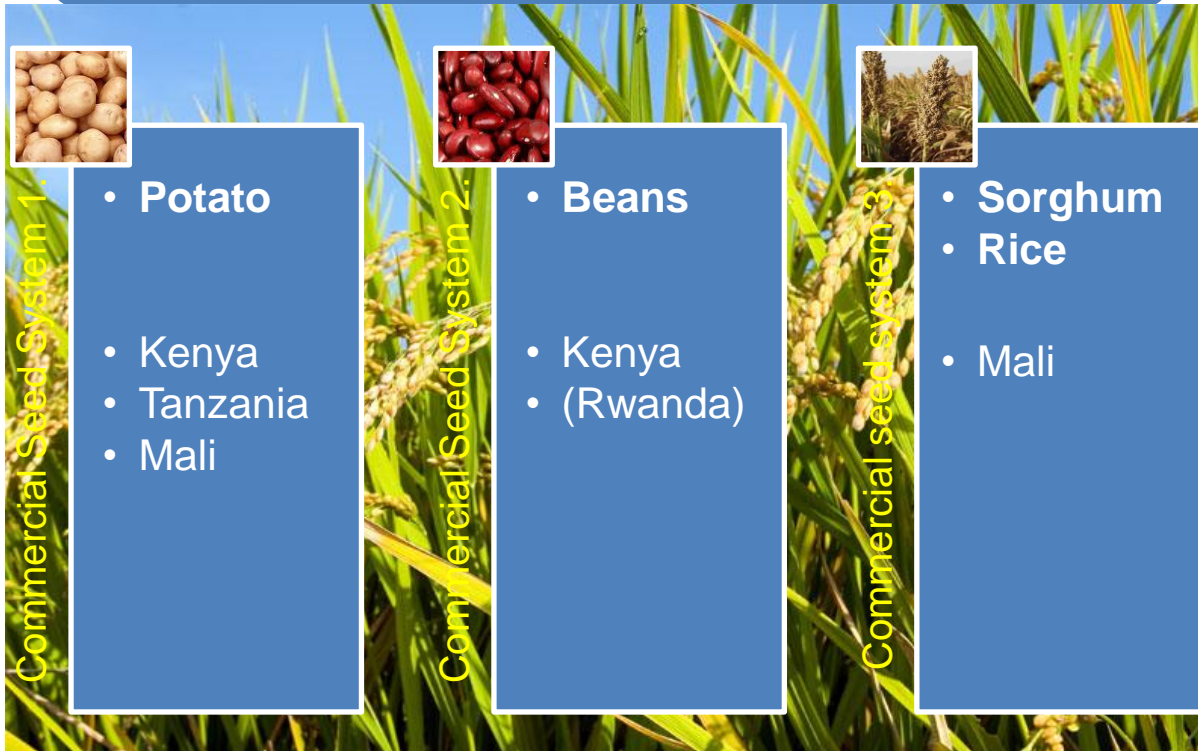 Commercial Seed System 1.
• Potato
• Kenya
• Tanzania
• Mali
Commercial Seed System 2.
• Beans
• Kenya
• (Rwanda)
Commercial seed system 3.
• Sorghum
• Rice
• Mali